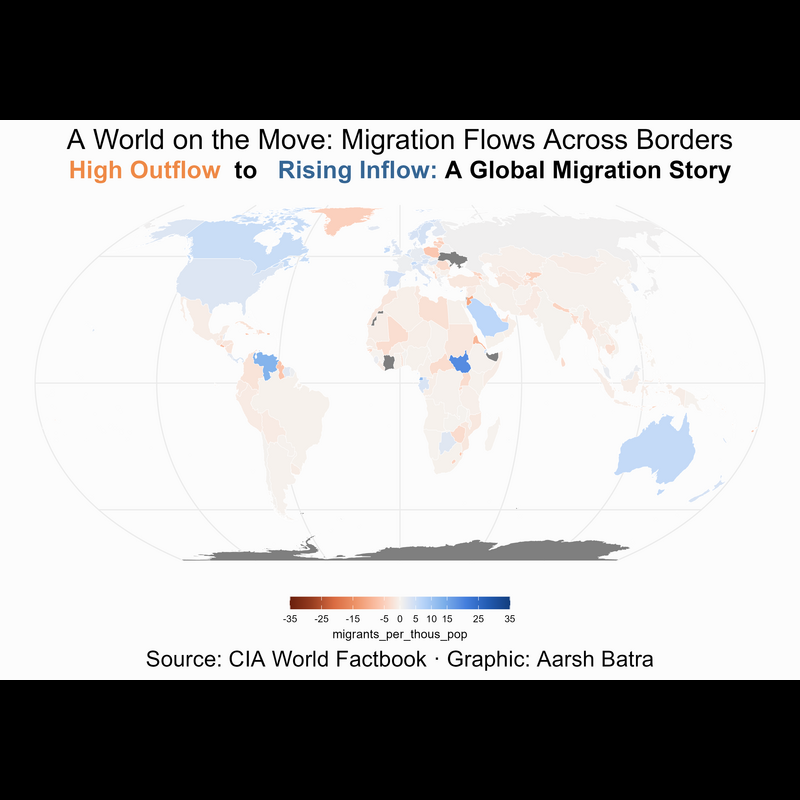 A World on the Move: Migration Flows Across Borders
High Outflow to Rising Inflow: A Global Migration Story
-35 -25 -15 -5 0 5 10 15 25 35
migrants_per_thous_pop
Source: CIA World Factbook · Graphic: Aarsh Batra